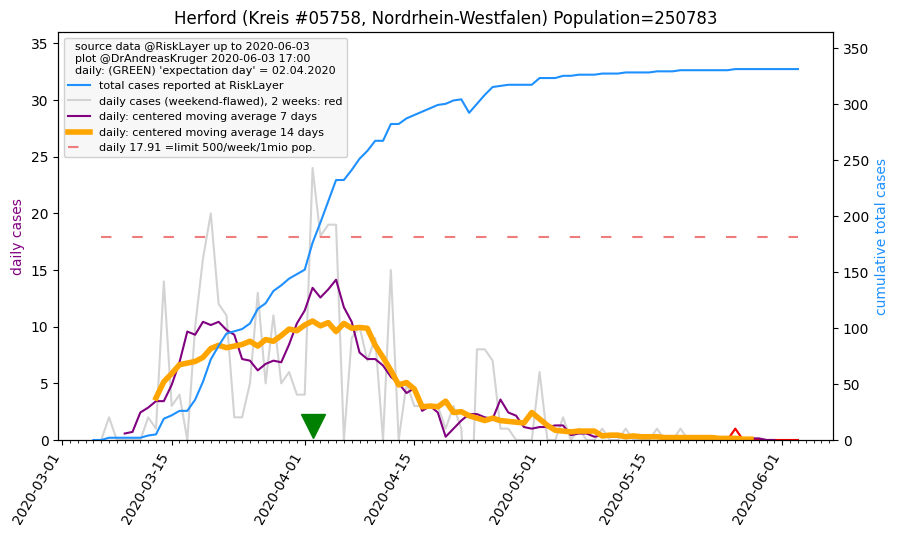 Herford (Kreis #05758, Nordrhein-Westfalen) Population=250783
source data @RiskLayer up to 2020-06-03
plot @DrAndreasKruger 2020-06-03 17:00
daily: (GREEN) 'expectation day' = 02.04.2020
total cases reported at RiskLayer
daily cases (weekend-flawed), 2 weeks: red
daily: centered moving average 7 days
daily: centered moving average 14 days
daily 17.91 =limit 500/week/1mio pop.
daily cases
35
30
25
20
15
10
5
0
cumulative total cases
350
300
250
200
150
100
50
0
2020-03-01
2020-03-15
2020-04-01
2020-04-15
2020-05-01
2020-05-15
2020-06-01